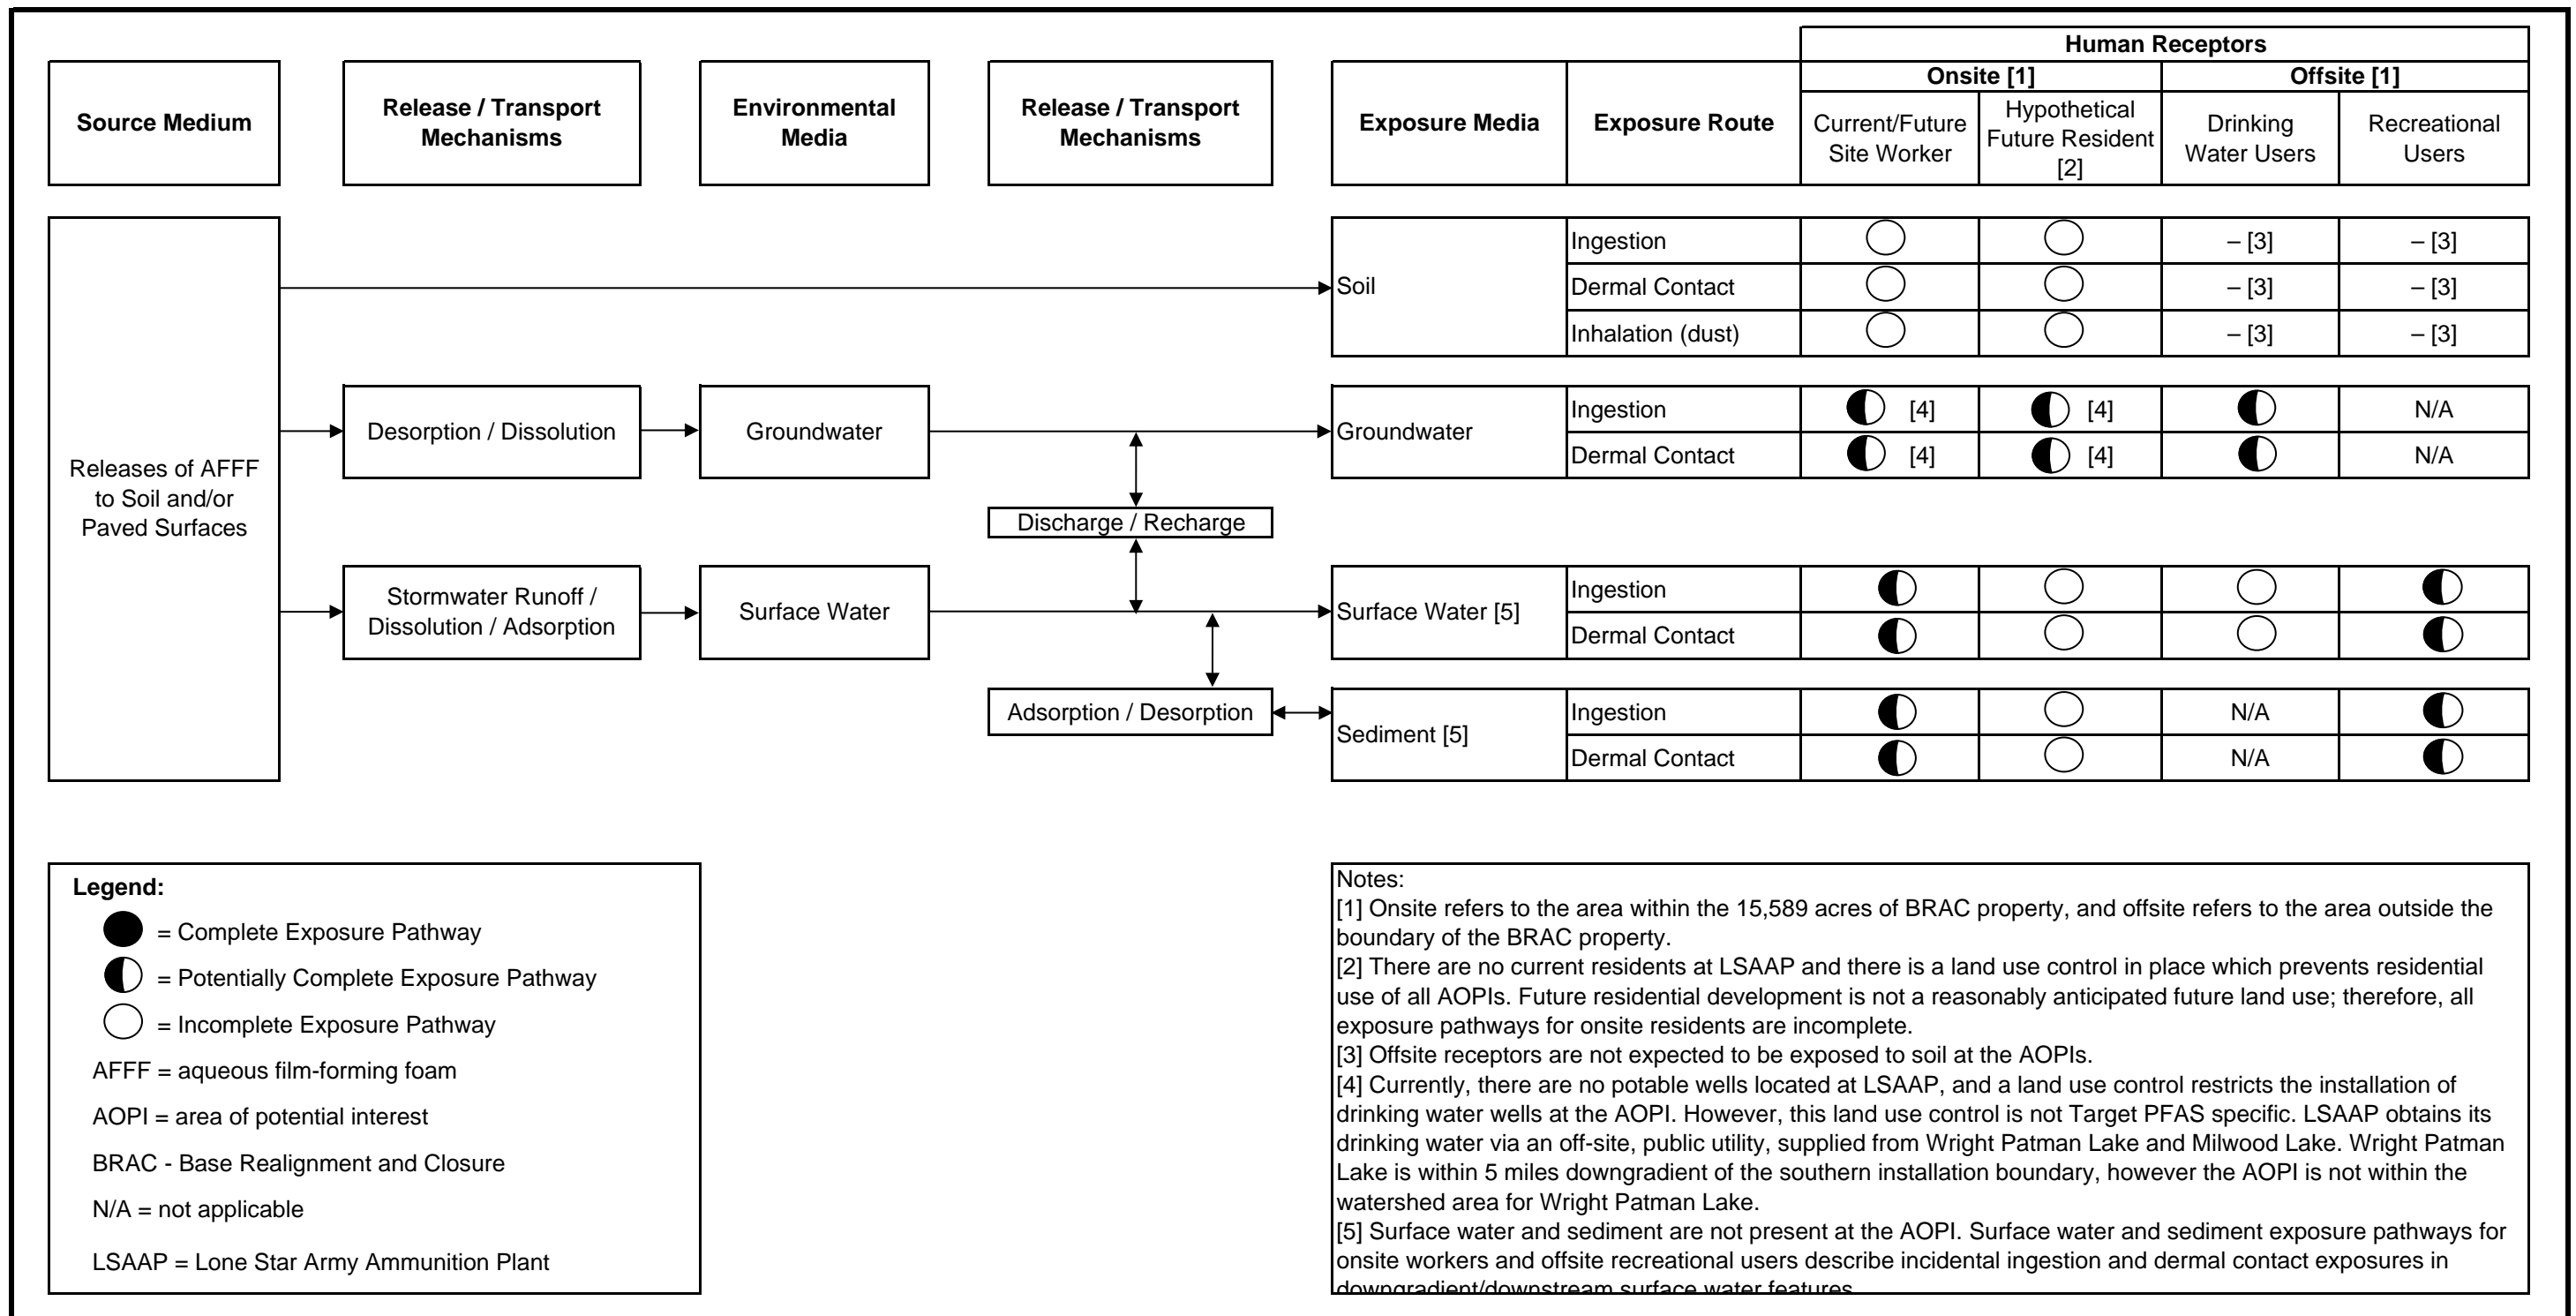 Human Receptors
Onsite [1]
Offsite [1]
Source Medium
Release / Transport
Mechanisms
Environmental
Media
Release / Transport
Mechanisms
Exposure Media
Exposure Route
Current/Future
Site Worker
Hypothetical
Future Resident
[2]
Drinking
Water Users
Recreational
Users
Releases of AFFF
to Soil and/or
Paved Surfaces
Soil
Ingestion
– [3]
– [3]
Dermal Contact
– [3]
– [3]
Inhalation (dust)
– [3]
– [3]
Desorption / Dissolution
Groundwater
Groundwater
Ingestion
[4]
[4]
N/A
Dermal Contact
[4]
[4]
N/A
Discharge / Recharge
Stormwater Runoff /
Dissolution / Adsorption
Surface Water
Surface Water [5]
Ingestion
Dermal Contact
Adsorption / Desorption
Sediment [5]
Ingestion
N/A
Dermal Contact
N/A
Legend:
= Complete Exposure Pathway
= Potentially Complete Exposure Pathway
= Incomplete Exposure Pathway
AFFF = aqueous film-forming foam
AOPI = area of potential interest
BRAC - Base Realignment and Closure
N/A = not applicable
LSAAP = Lone Star Army Ammunition Plant
Notes:
[1] Onsite refers to the area within the 15,589 acres of BRAC property, and offsite refers to the area outside the
boundary of the BRAC property.
[2] There are no current residents at LSAAP and there is a land use control in place which prevents residential
use of all AOPIs. Future residential development is not a reasonably anticipated future land use; therefore, all
exposure pathways for onsite residents are incomplete.
[3] Offsite receptors are not expected to be exposed to soil at the AOPIs.
[4] Currently, there are no potable wells located at LSAAP, and a land use control restricts the installation of
drinking water wells at the AOPI. However, this land use control is not Target PFAS specific. LSAAP obtains its
drinking water via an off-site, public utility, supplied from Wright Patman Lake and Milwood Lake. Wright Patman
Lake is within 5 miles downgradient of the southern installation boundary, however the AOPI is not within the
watershed area for Wright Patman Lake.
[5] Surface water and sediment are not present at the AOPI. Surface water and sediment exposure pathways for
onsite workers and offsite recreational users describe incidental ingestion and dermal contact exposures in
downgradient/downstream surface water features